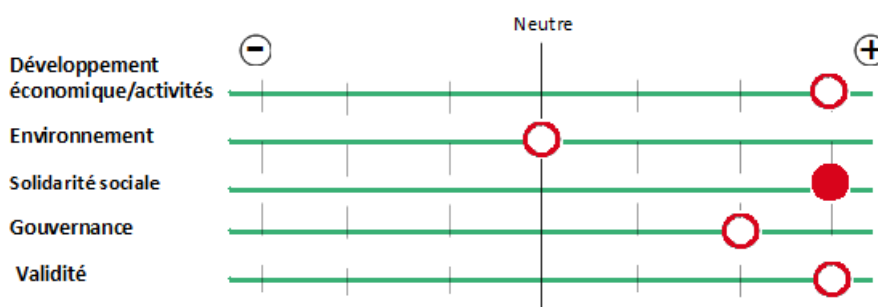 Neutre
− +
Développement
économique/activités
Environnement
Solidarité sociale
Gouvernance
Validité